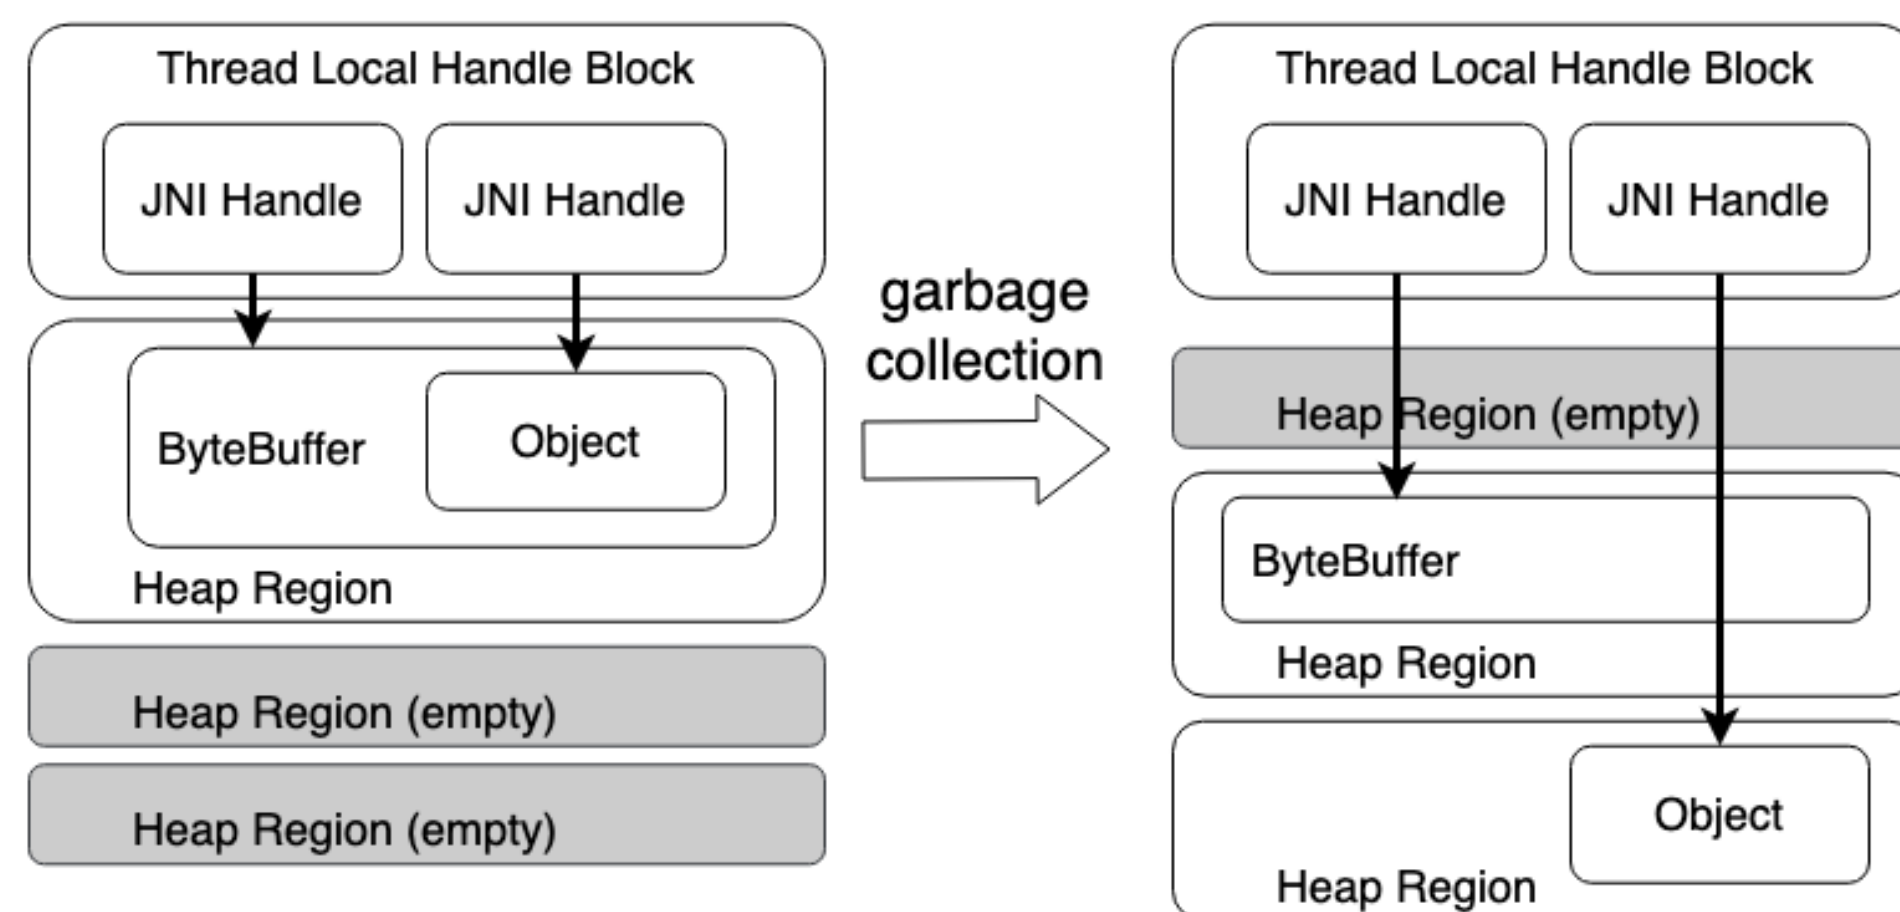 Thread Local Handle Block
JNI Handle
JNI Handle
ByteBuffer
Object
Heap Region
Heap Region (empty)
Heap Region (empty)
garbage
collection
Thread Local Handle Block
JNI Handle
JNI Handle
Heap Region (empty)
ByteBuffer
Heap Region
Object
Heap Region